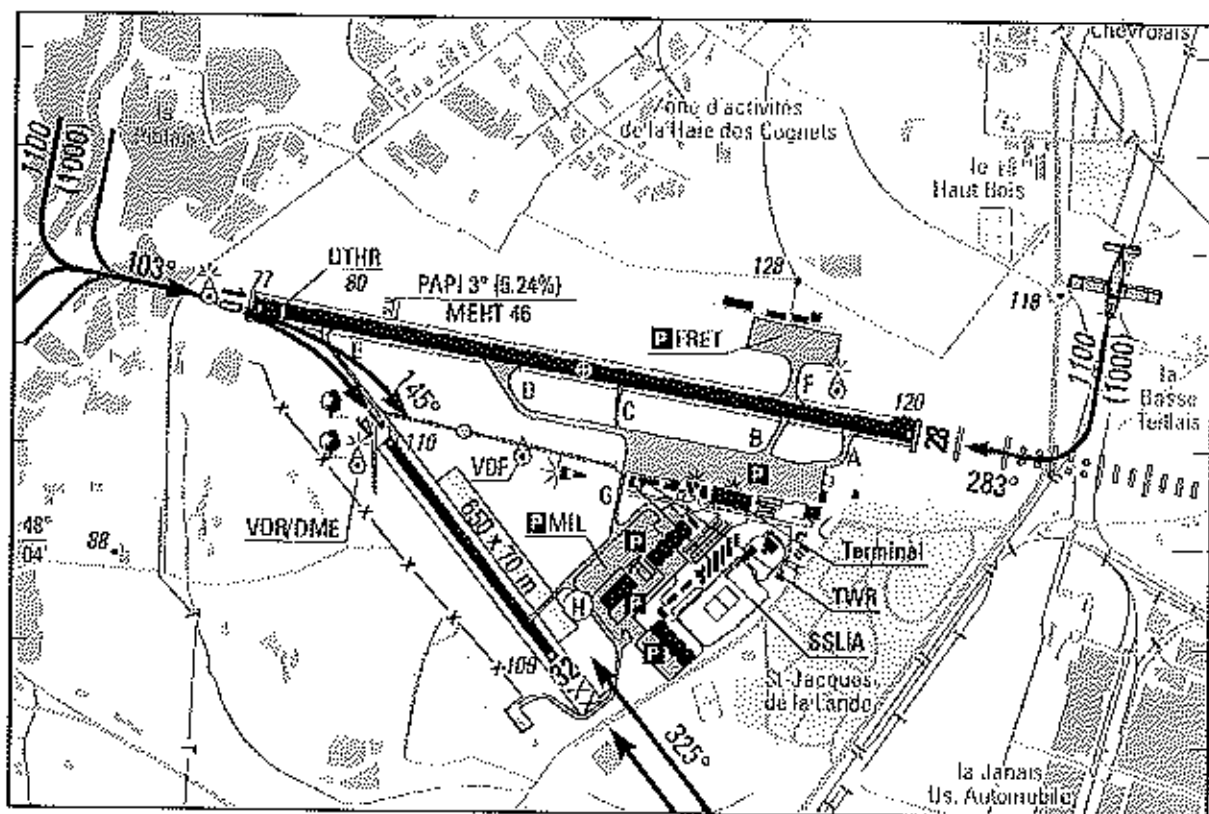 Chevrolais
Zone d'activités
de la Haie des Cognets
1100
(1000)
le
Haut Bois
103°
77
DTHR
80
PAPI 3° (5.24%)
MEHT 46
128
118
P FRET
1100
(1000)
la
Basse
Teillais
E
D
C
F
B
A
120
28
283°
145°
110
VDF
P
G
48°
04'
88
VOR/DME
650 x 70 m
P MIL
P
Terminal
TWR
H
P
SSLIA
P
109
32
St-Jacques
de la Lande
325°
la Janais
Us. Automobile